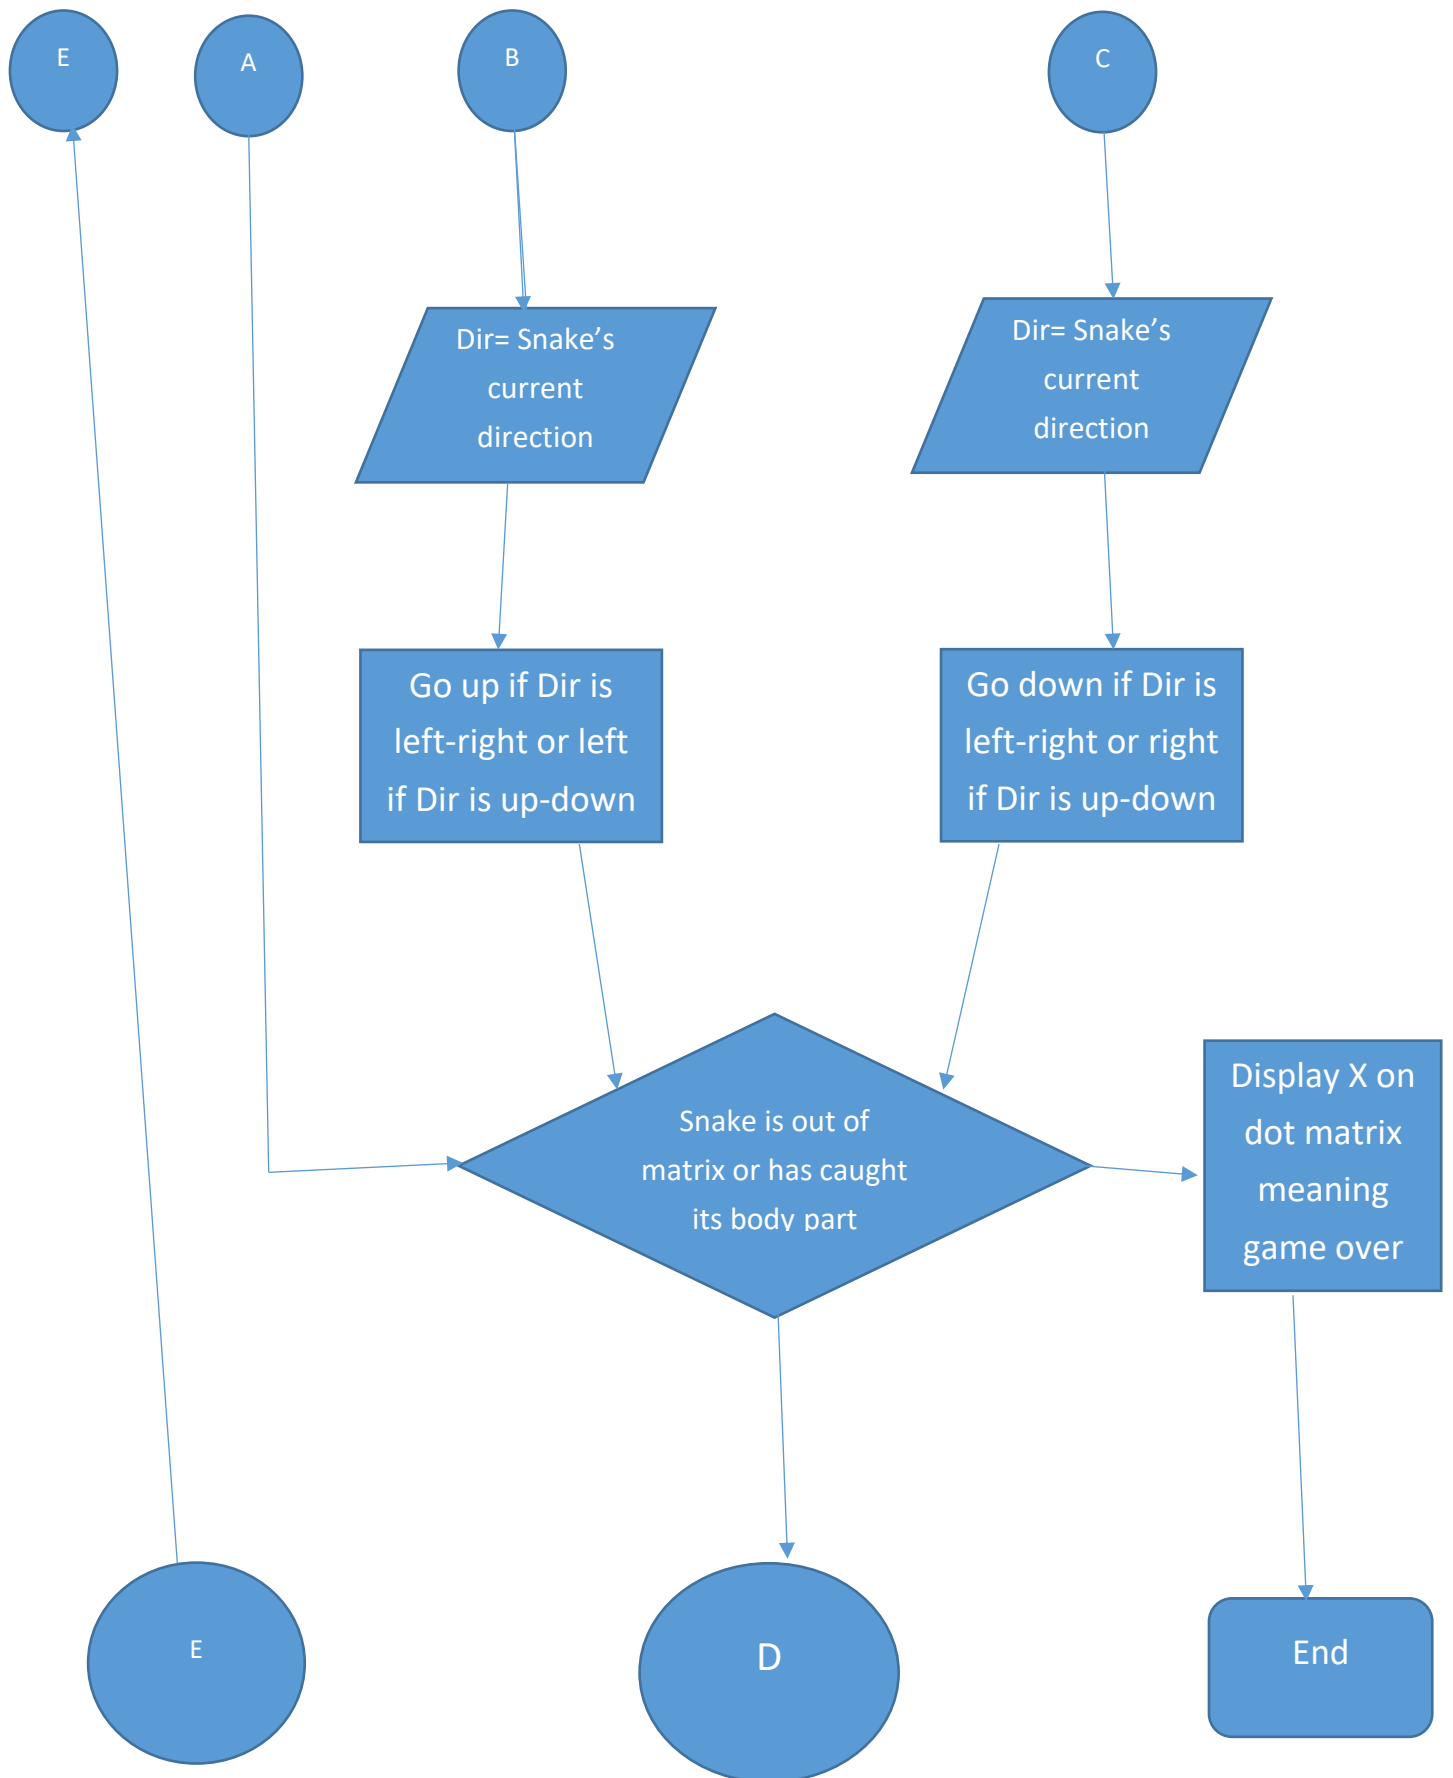 E
A
B
C
Dir= Snake’s
current
direction
Dir= Snake’s
current
direction
Go up if Dir is
left-right or left
if Dir is up-down
Go down if Dir is
left-right or right
if Dir is up-down
Snake is out of
matrix or has caught
its body part
Display X on
dot matrix
meaning
game over
E
D
End